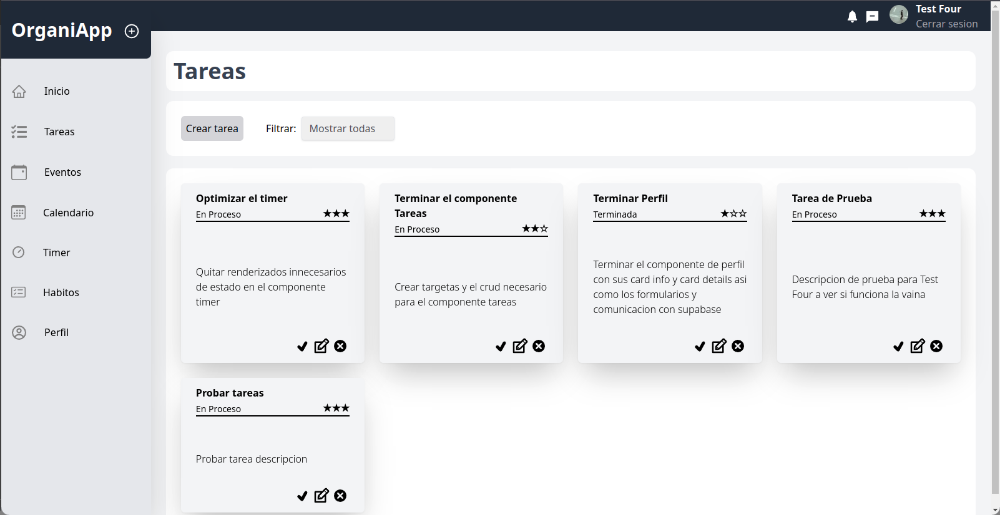 OrganiApp
Test Four
Cerrar sesion
Inicio
Tareas
Eventos
Calendario
Timer
Habitos
Perfil
Tareas
Crear tarea
Filtrar:
Mostrar todas
Optimizar el timer
En Proceso ★★★
Quitar renderizados innecesarios
de estado en el componente
timer
Terminar el componente
Tareas
En Proceso ★★☆
Crear targetas y el crud necesario
para el componente tareas
Terminar Perfil
Terminada ★☆☆
Terminar el componente de perfil
con sus card info y card details asi
como los formularios y
comunicacion con supabase
Tarea de Prueba
En Proceso ★★★
Descripcion de prueba para Test
Four a ver si funciona la vaina
Probar tareas
En Proceso ★★★
Probar tarea descripcion